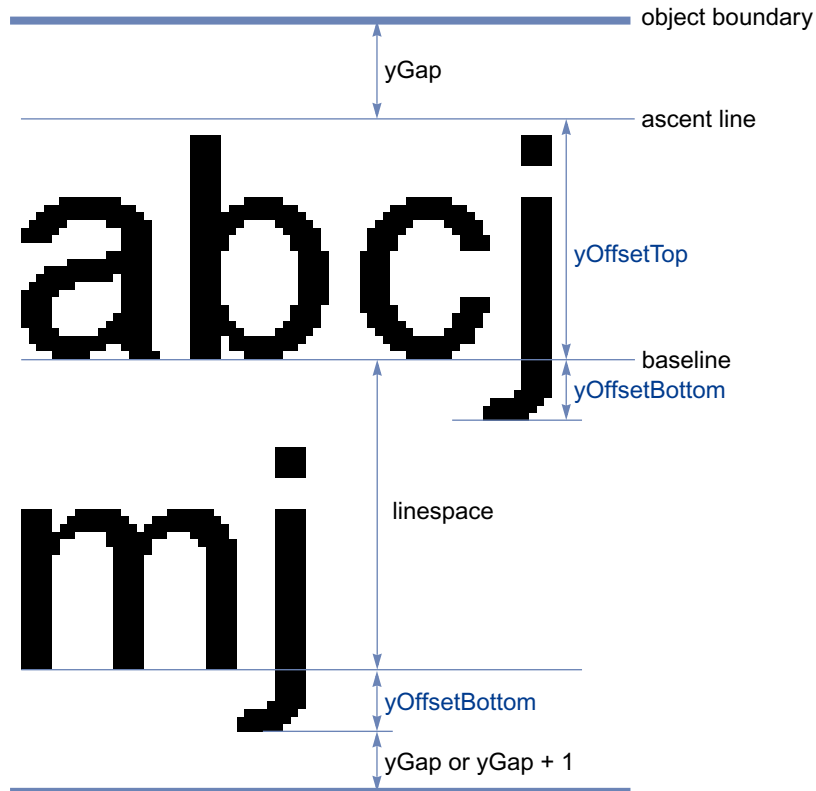 object boundary
yGap
ascent line
abcj
yOffsetTop
baseline
yOffsetBottom
linespace
mj
yOffsetBottom
yGap or yGap + 1